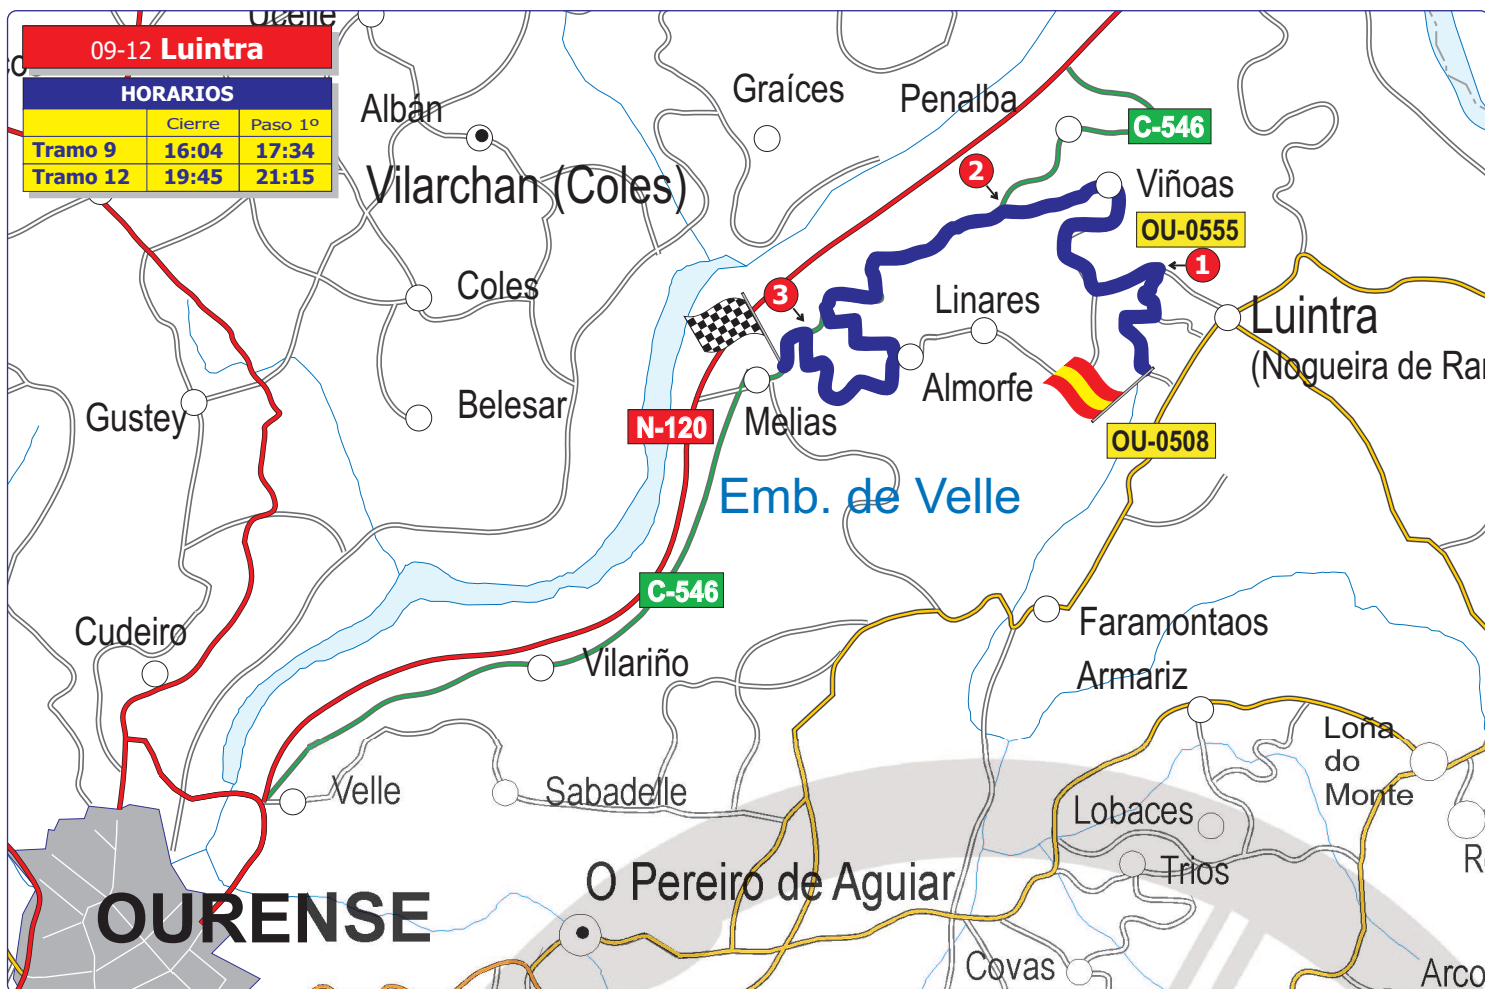 Ucelle
09-12 Luintra
HORARIOS
Cierre Paso 1º
Tramo 9 16:04 17:34
Tramo 12 19:45 21:15
Albán
Graíces
Penalba
C-546
2
Vilarchan (Coles)
Viñoas
OU-0555
1
Coles
3
Linares
Luintra
(Nogueira de Ra
Almorfe
Gustey
Belesar
N-120
Melias
OU-0508
Emb. de Velle
C-546
Cudeiro
Vilariño
Faramontaos
Armariz
Loña
do
Monte
Velle
Sabadelle
Lobaces
Trios
R
O Pereiro de Aguiar
OURENSE
Covas
Arco